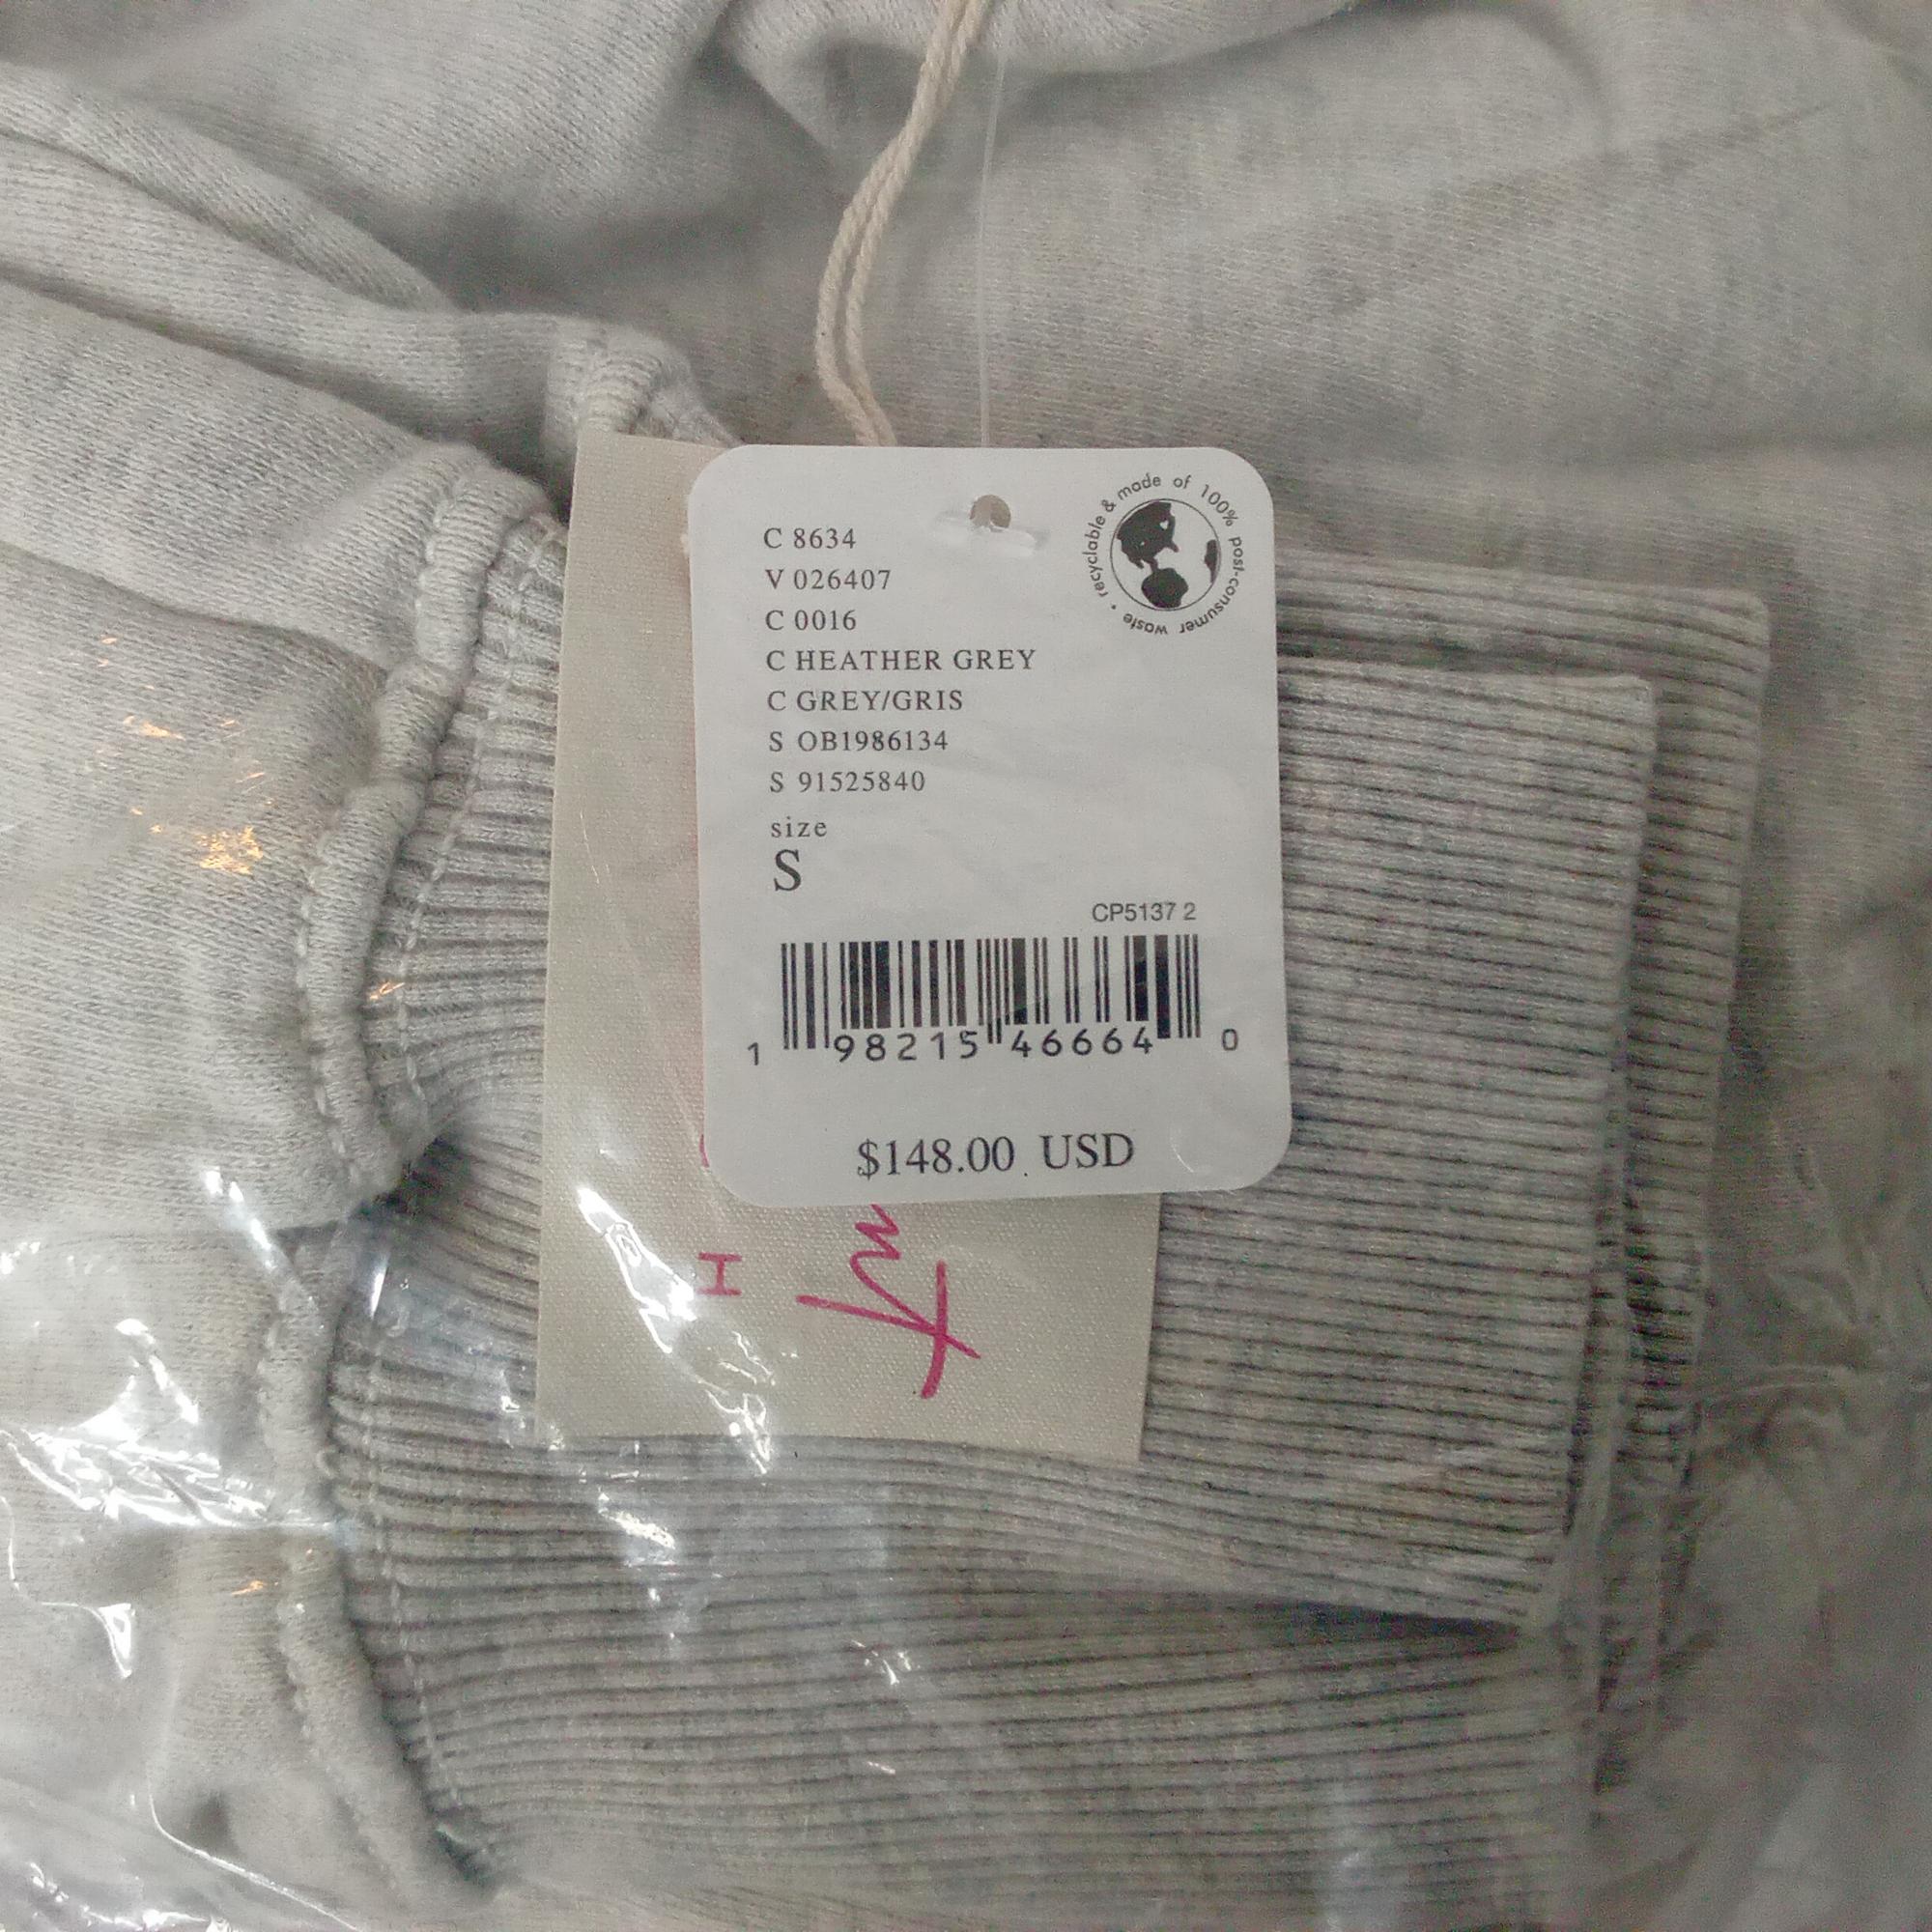 C 8634
V 026407
C 0016
C HEATHER GREY
C GREY/GRIS
S OB1986134
S 91525840
size
S
recyclable & made of 100% post-consumer waste •
CP5137 2
1 98215 46664 0
$148.00 USD
H